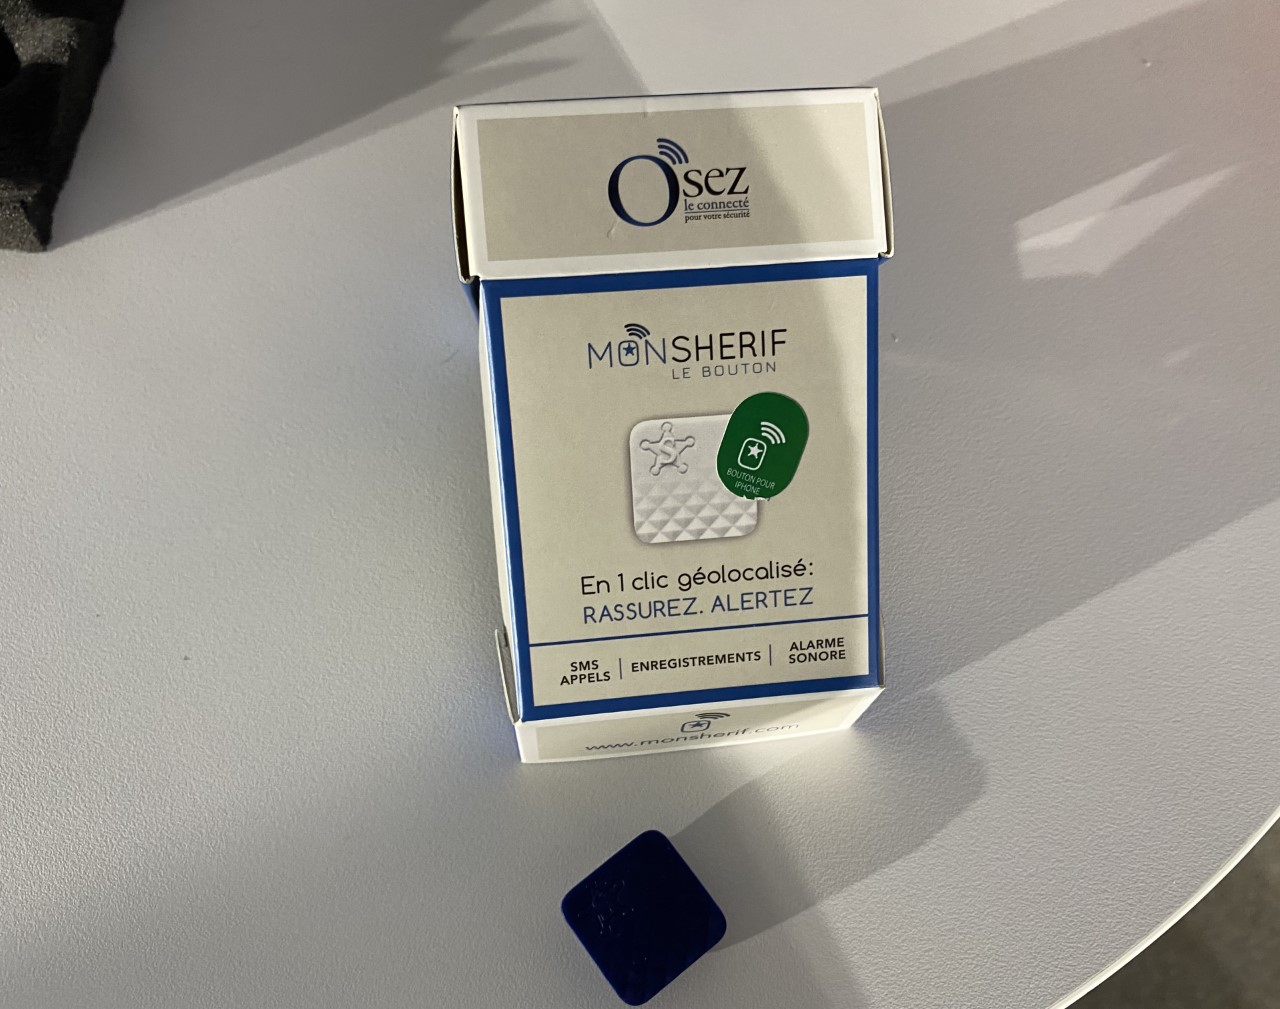 Osez
le connecté
pour votre sécurité
MONSHERIF
LE BOUTON
S
BOUTON POUR
IPHONE
En 1 clic géolocalisé:
RASSUREZ. ALERTEZ
SMS
APPELS
ENREGISTREMENTS
ALARME
SONORE
www.monsherif.com